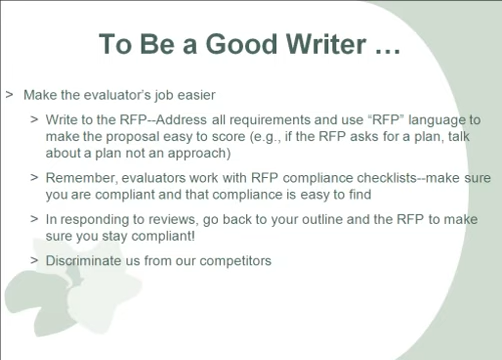 To Be a Good Writer …
> Make the evaluator's job easier
> Write to the RFP--Address all requirements and use “RFP” language to
make the proposal easy to score (e.g., if the RFP asks for a plan, talk
about a plan not an approach)
> Remember, evaluators work with RFP compliance checklists--make sure
you are compliant and that compliance is easy to find
> In responding to reviews, go back to your outline and the RFP to make
sure you stay compliant!
> Discriminate us from our competitors